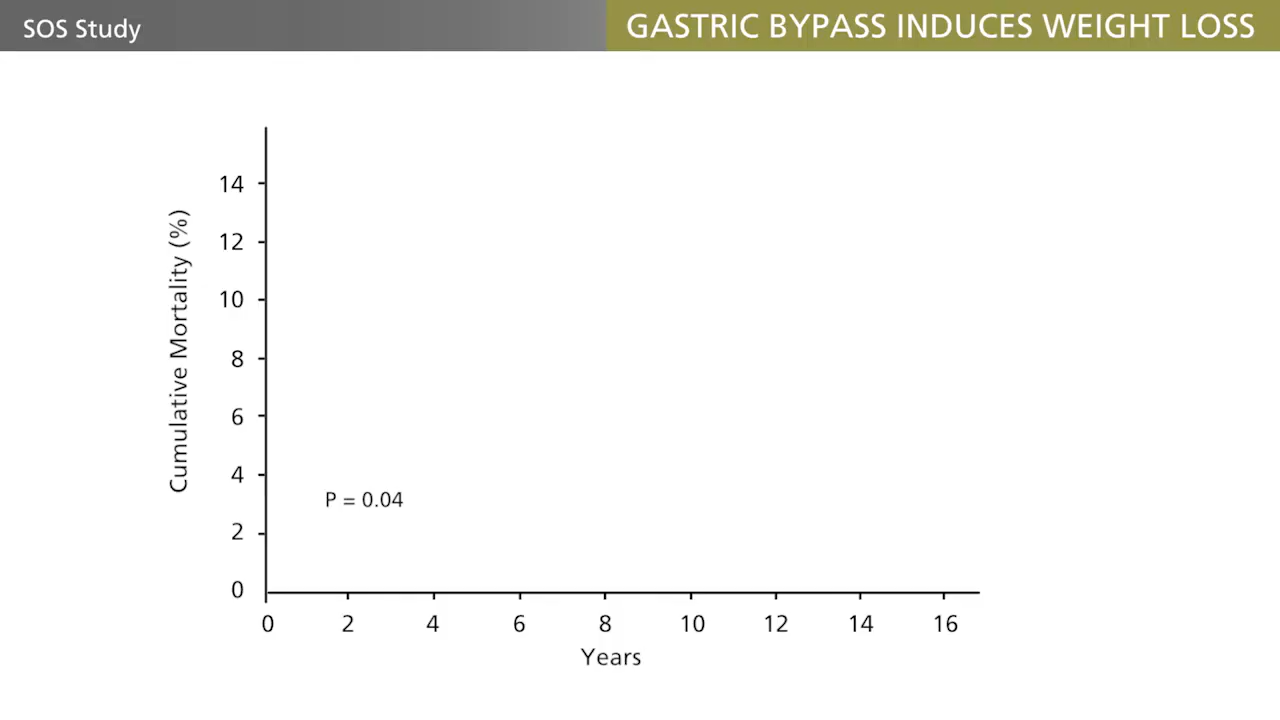 SOS Study
GASTRIC BYPASS INDUCES WEIGHT LOSS
Cumulative Mortality (%)
14
12
10
8
6
4
2
0
P = 0.04
0 2 4 6 8 10 12 14 16
Years